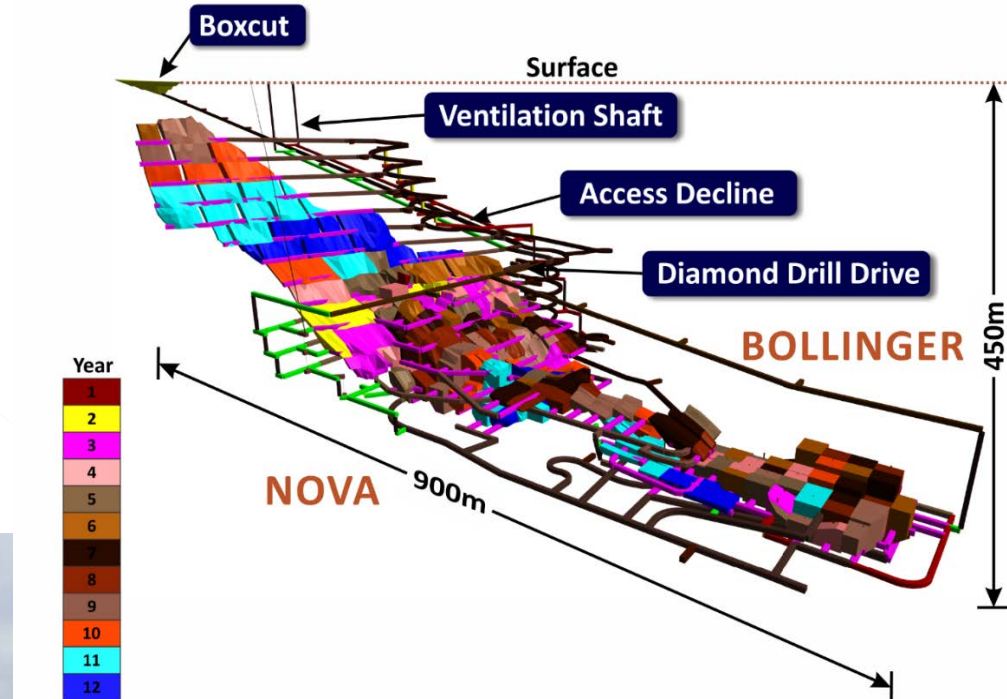 Boxcut
Surface
Ventilation Shaft
Access Decline
Diamond Drill Drive
BOLLINGER
450m
NOVA
900m
Year
1
2
3
4
5
6
7
8
9
10
11
12